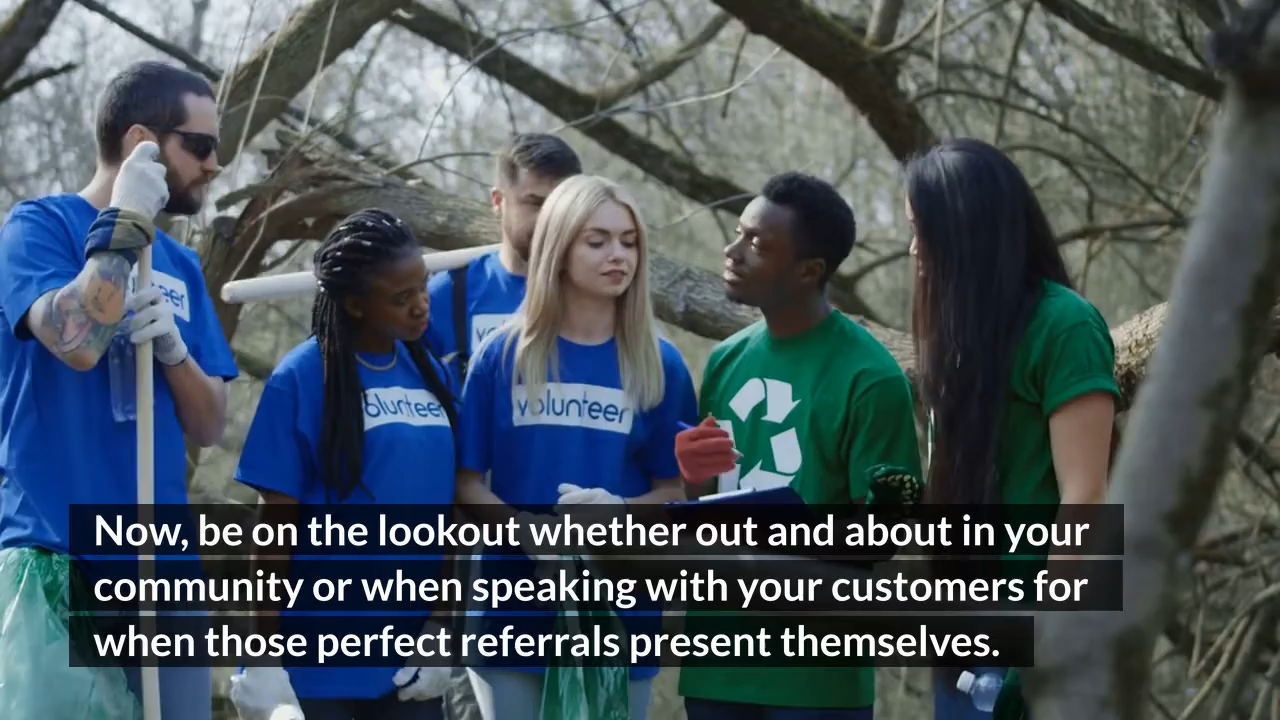 volunteer
volunteer
Now, be on the lookout whether out and about in your
community or when speaking with your customers for
when those perfect referrals present themselves.